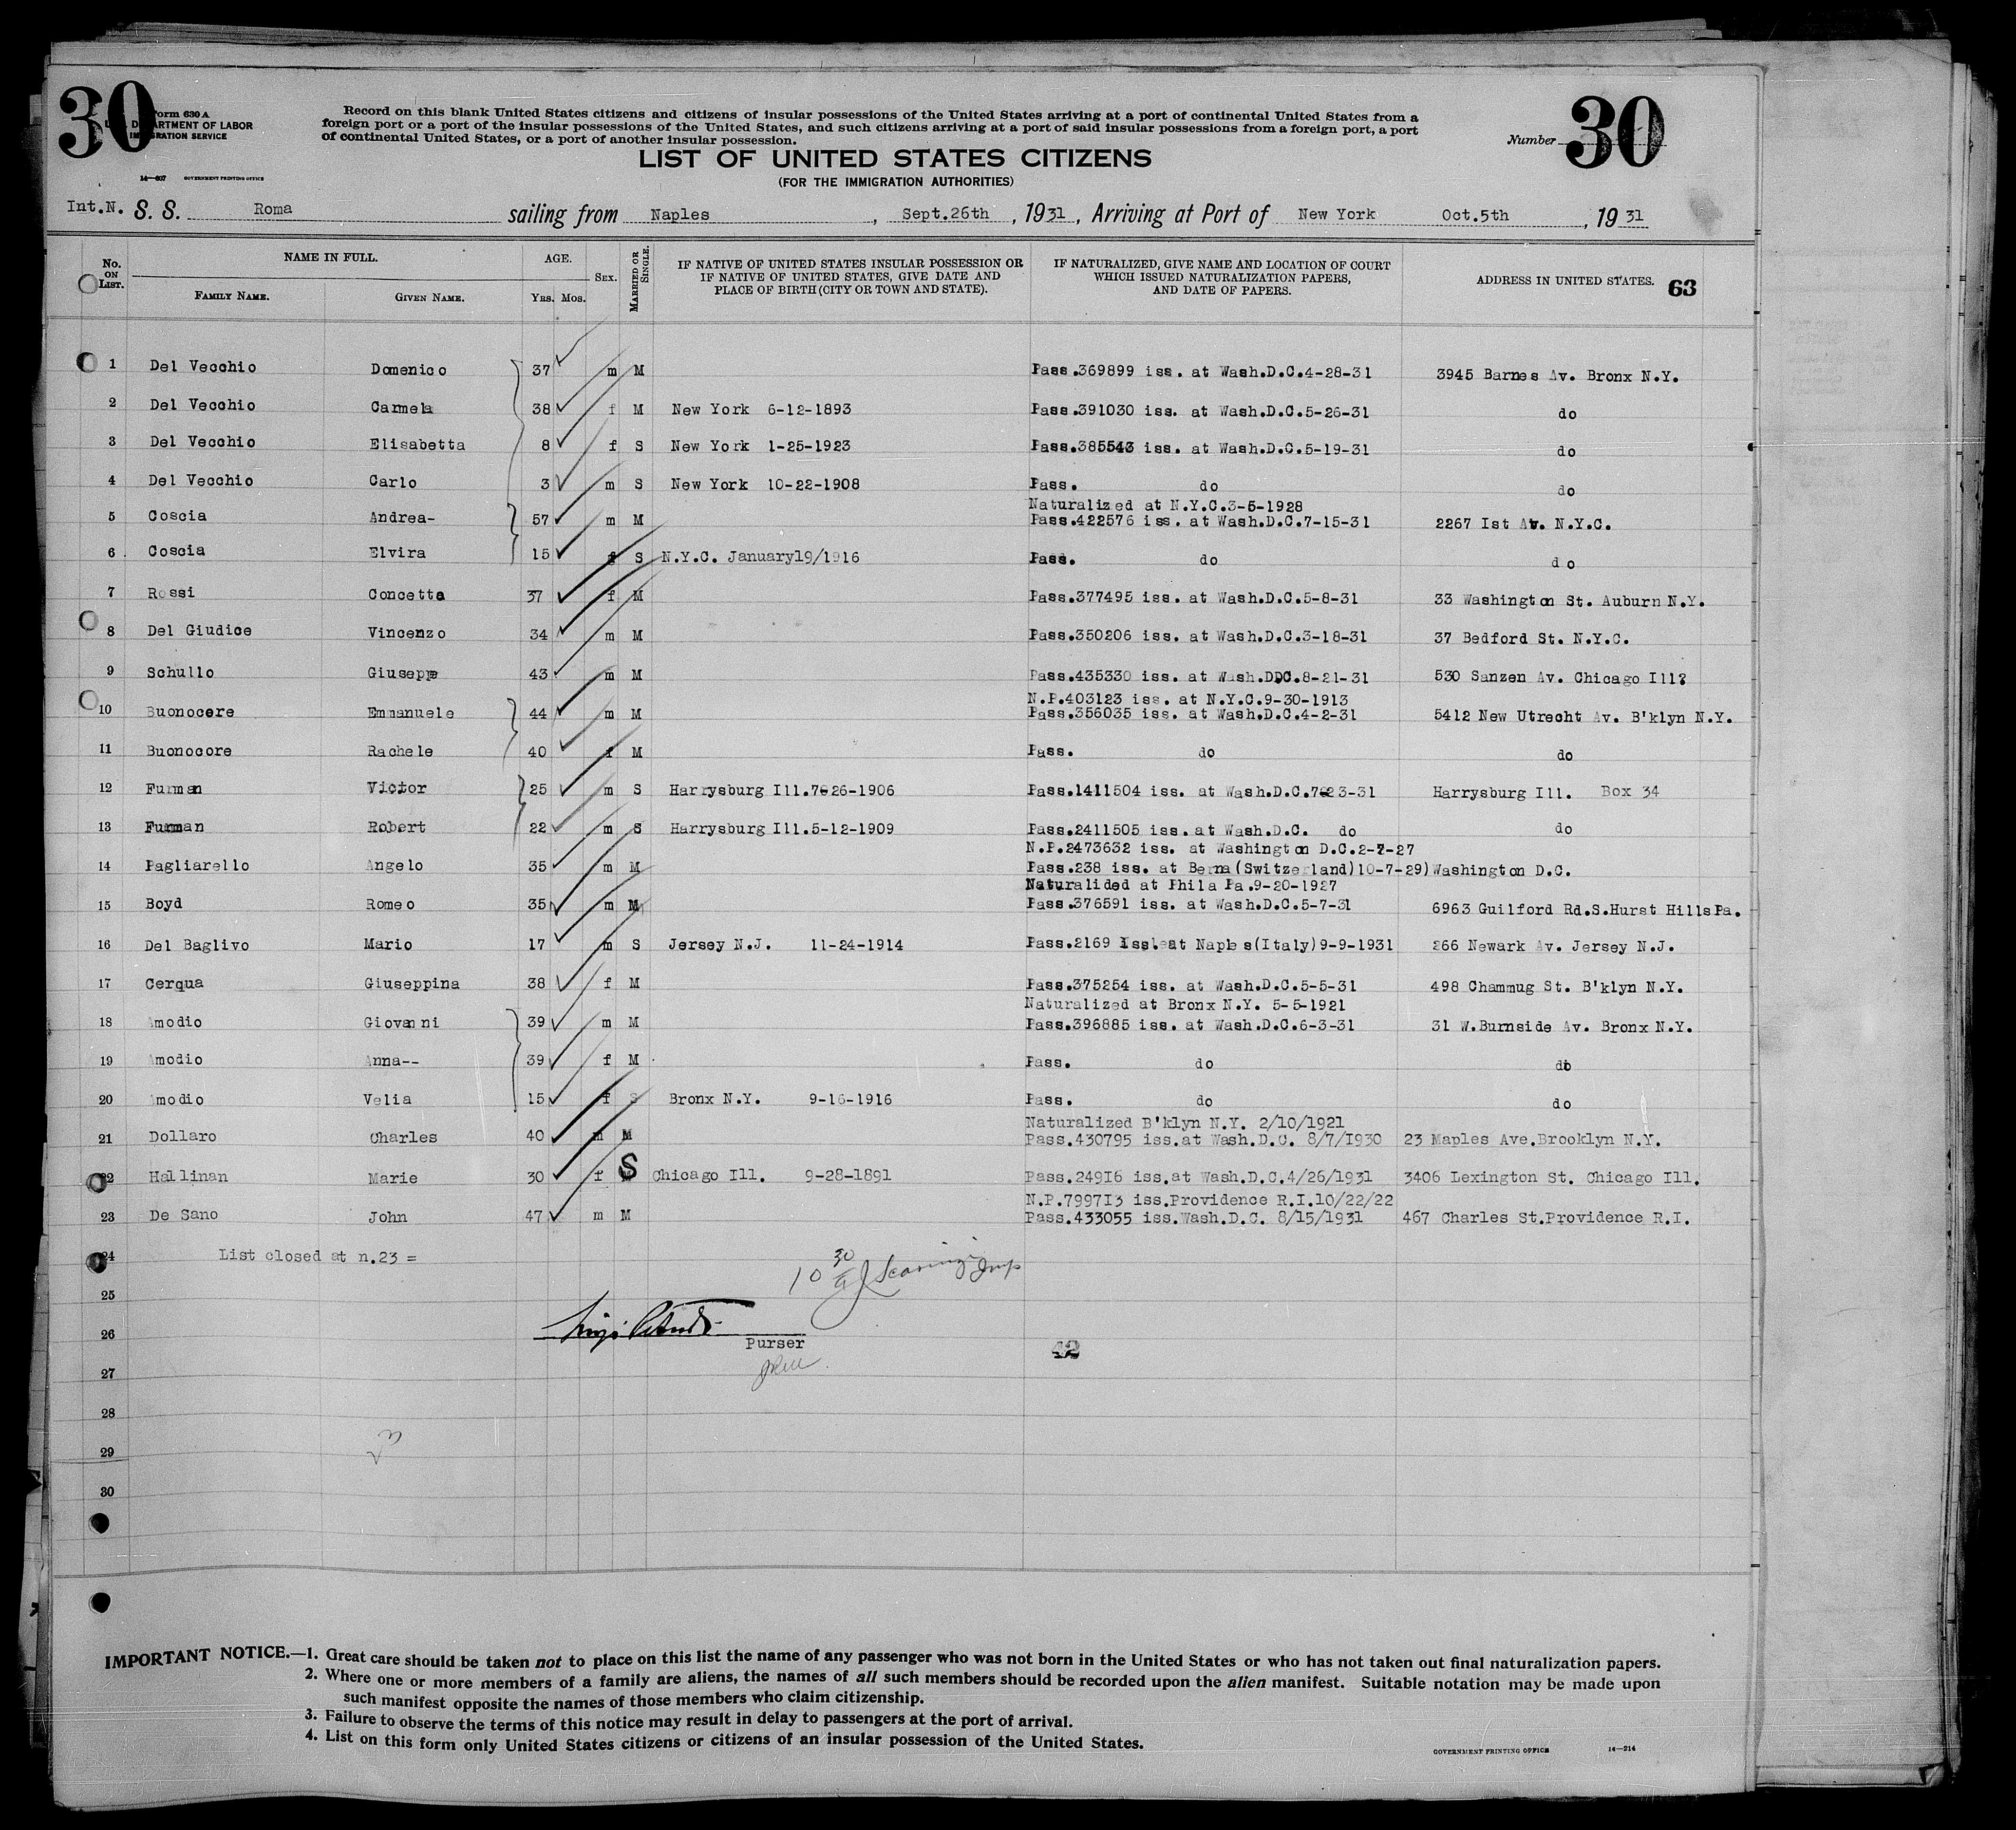 30
Form 630 A
U.S. DEPARTMENT OF LABOR
IMMIGRATION SERVICE
14—607 GOVERNMENT PRINTING OFFICE
Record on this blank United States citizens and citizens of insular possessions of the United States arriving at a port of continental United States from a
foreign port or a port of the insular possessions of the United States, and such citizens arriving at a port of said insular possessions from a foreign port, a port
of continental United States, or a port of another insular possession.
Number 30
LIST OF UNITED STATES CITIZENS
(FOR THE IMMIGRATION AUTHORITIES)
Int.N. S. S. Roma sailing from Naples, Sept.26th, 1931, Arriving at Port of New York Oct.5th, 19 31
No. ON LIST. NAME IN FULL. FAMILY NAME. GIVEN NAME. AGE. Yrs. Mos. SEX. MARRIED OR SINGLE. IF NATIVE OF UNITED STATES INSULAR POSSESSION OR IF NATIVE OF UNITED STATES, GIVE DATE AND PLACE OF BIRTH (CITY OR TOWN AND STATE). IF NATURALIZED, GIVE NAME AND LOCATION OF COURT WHICH ISSUED NATURALIZATION PAPERS, AND DATE OF PAPERS. ADDRESS IN UNITED STATES. 63
1 Del Vecchio Domenico 37 m M Pass.369899 iss. at Wash.D.C.4-28-31 3945 Barnes Av. Bronx N.Y.
2 Del Vecchio Carmela 38 f M New York 6-12-1893 Pass.391030 iss. at Wash.D.C.5-26-31 do
3 Del Vecchio Elisabetta 8 f S New York 1-25-1923 Pass.385543 iss. at Wash.D.C.5-19-31 do
4 Del Vecchio Carlo 3 m S New York 10-22-1908 Pass. do do
Naturalized at N.Y.C.3-5-1928
5 Coscia Andrea- 57 m M Pass.422576 iss. at Wash.D.C.7-15-31 2267 Ist Av. N.Y.C.
6 Coscia Elvira 15 f S N.Y.C. January19/1916 Pass. do do
7 Rossi Concetta 37 f M Pass.377495 iss. at Wash.D.C.5-8-31 33 Washington St. Auburn N.Y.
8 Del Giudice Vincenzo 34 m M Pass.350206 iss. at Wash.D.C.3-18-31 37 Bedford St. N.Y.C.
9 Schullo Giusepp 43 m M Pass.435330 iss. at Wash.DDC.8-21-31 530 Sanzen Av. Chicago Ill?
N.P.403123 iss. at N.Y.C.9-30-1913
10 Buonocere Emmanuele 44 m M Pass.356035 iss. at Wash.D.C.4-2-31 5412 New Utrecht Av. B'klyn N.Y.
11 Buonocore Rachele 40 f M Pass. do do
12 Furman Victor 25 m S Harrysburg Ill.7-26-1906 Pass.1411504 iss. at Wash.D.C.7-23-31 Harrysburg Ill. Box 34
13 Furman Robert 22 m S Harrysburg Ill.5-12-1909 Pass.2411505 iss. at Wash.D.C. do do
N.P.2473632 iss. at Washington D.C.2-2-27
14 Pagliarello Angelo 35 m M Pass.238 iss. at Berna(Switzerland)10-7-29) Washington D.C.
Naturalided at Phila Pa.9-20-1927
15 Boyd Romeo 35 m M Pass.376591 iss. at Wash.D.C.5-7-31 6963 Guilford Rd.S.Hurst Hills Pa.
16 Del Baglivo Mario 17 m S Jersey N.J. 11-24-1914 Pass.2169 Iss.at Naples(Italy)9-9-1931 266 Newark Av. Jersey N.J.
17 Cerqua Giuseppina 38 f M Pass.375254 iss. at Wash.D.C.5-5-31 498 Chammug St. B'klyn N.Y.
Naturalized at Bronx N.Y. 5-5-1921
18 Amodio Giovanni 39 m M Pass.396885 iss. at Wash.D.C.6-3-31 31 W.Burnside Av. Bronx N.Y.
19 Amodio Anna-- 39 f M Pass. do do
20 Amodio Velia 15 f S Bronx N.Y. 9-16-1916 Pass. do do
Naturalized B'klyn N.Y. 2/10/1921
21 Dollaro Charles 40 m M Pass.430795 iss.at Wash.D.C. 8/7/1930 23 Maples Ave.Brooklyn N.Y.
22 Hallinan Marie 30 f S Chicago Ill. 9-28-1891 Pass.24916 iss.at Wash.D.C.4/26/1931 3406 Lexington St. Chicago Ill.
N.P.799713 iss.Providence R.I.10/22/22
23 De Sano John 47 m M Pass.433055 iss.Wash.D.C. 8/15/1931 467 Charles St.Providence R.I.
24 List closed at n.23 =
25
26
Purser
42
27
28
29
30
IMPORTANT NOTICE.—1. Great care should be taken not to place on this list the name of any passenger who was not born in the United States or who has not taken out final naturalization papers.
2. Where one or more members of a family are aliens, the names of all such members should be recorded upon the alien manifest. Suitable notation may be made upon
such manifest opposite the names of those members who claim citizenship.
3. Failure to observe the terms of this notice may result in delay to passengers at the port of arrival.
4. List on this form only United States citizens or citizens of an insular possession of the United States.
GOVERNMENT PRINTING OFFICE 14—214